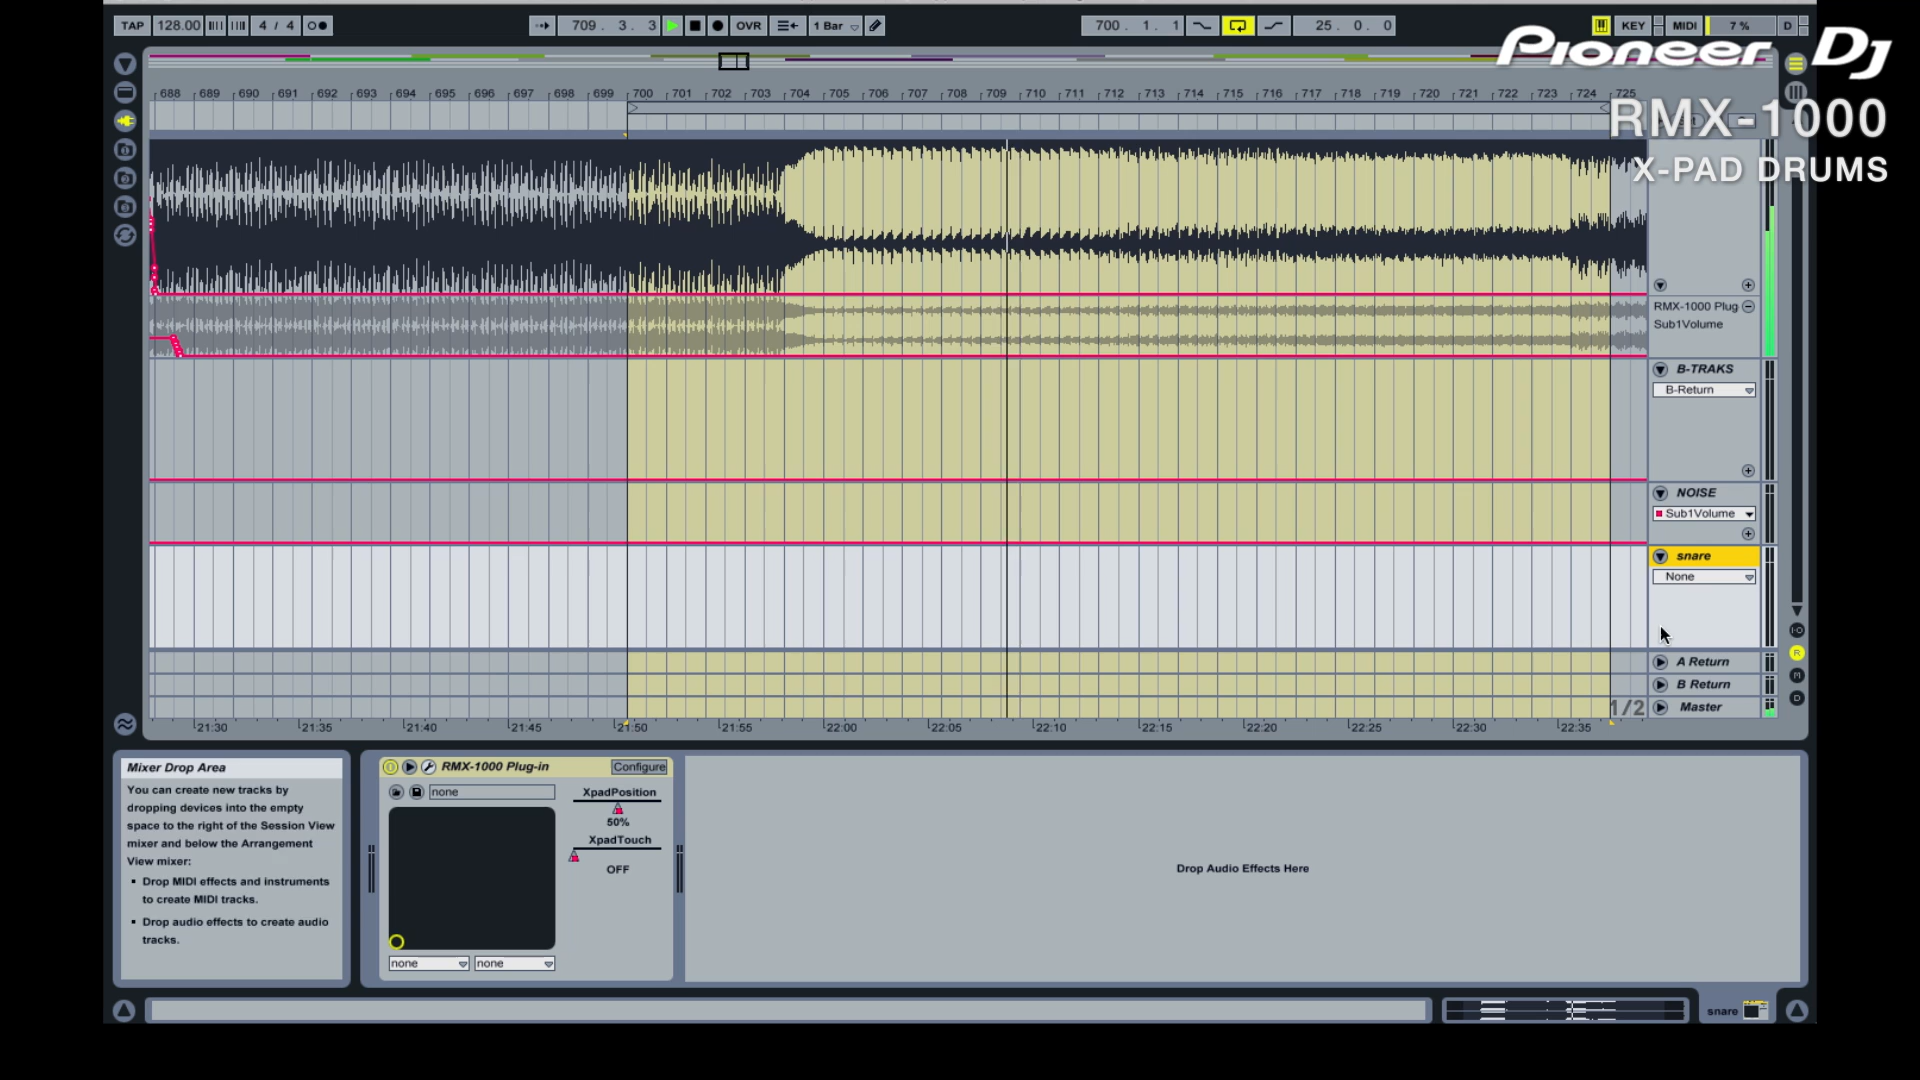 TAP 128.00 4 / 4 709 . 3 . 3 OVR 1 Bar 700 . 1 . 1 25 . 0 . 0 KEY MIDI 7 % D
Pioneer Dj
RMX-1000
X-PAD DRUMS
688 689 690 691 692 693 694 695 696 697 698 699 700 701 702 703 704 705 706 707 708 709 710 711 712 713 714 715 716 717 718 719 720 721 722 723 724 725
RMX-1000 Plug
Sub1Volume
B-TRAKS
B-Return
NOISE
Sub1Volume
snare
None
A Return
B Return
1/2 Master
21:30 21:35 21:40 21:45 21:50 21:55 22:00 22:05 22:10 22:15 22:20 22:25 22:30 22:35
I·O
R
M
D
Mixer Drop Area
You can create new tracks by
dropping devices into the empty
space to the right of the Session View
mixer and below the Arrangement
View mixer:
▪ Drop MIDI effects and instruments
to create MIDI tracks.
▪ Drop audio effects to create audio
tracks.
RMX-1000 Plug-in Configure
none
XpadPosition
50%
XpadTouch
OFF
none none
Drop Audio Effects Here
snare